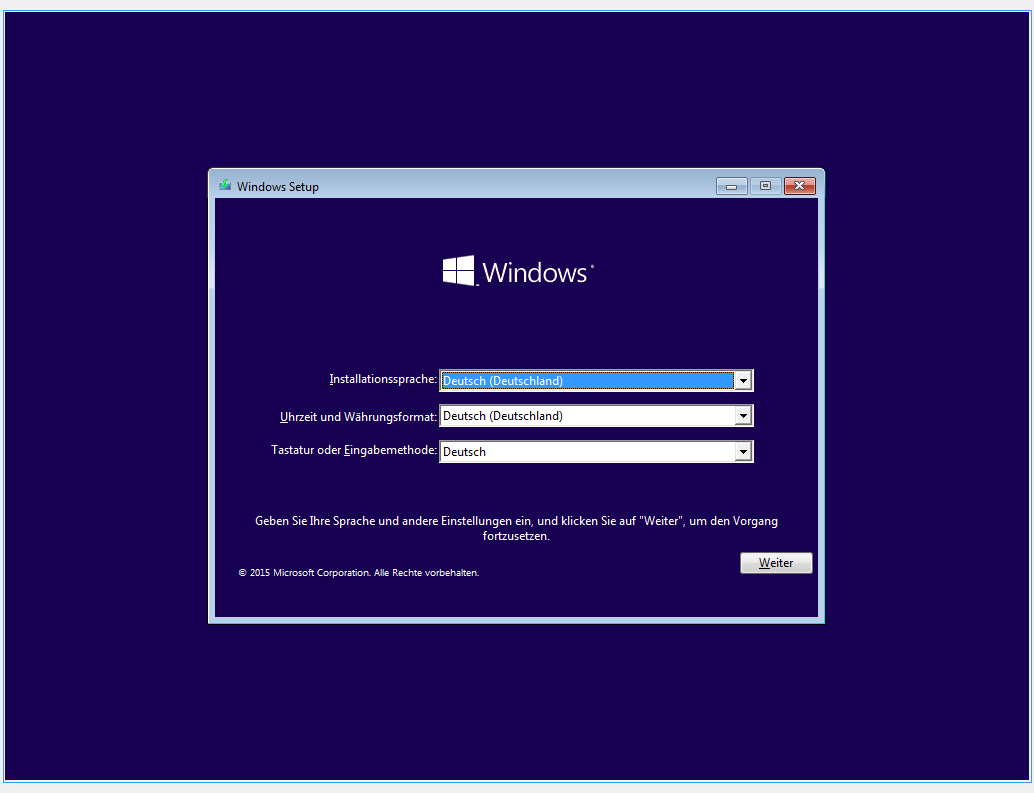 Windows Setup
Windows
Installationssprache: Deutsch (Deutschland)
Uhrzeit und Währungsformat: Deutsch (Deutschland)
Tastatur oder Eingabemethode: Deutsch
Geben Sie Ihre Sprache und andere Einstellungen ein, und klicken Sie auf "Weiter", um den Vorgang
fortzusetzen.
Weiter
© 2015 Microsoft Corporation. Alle Rechte vorbehalten.